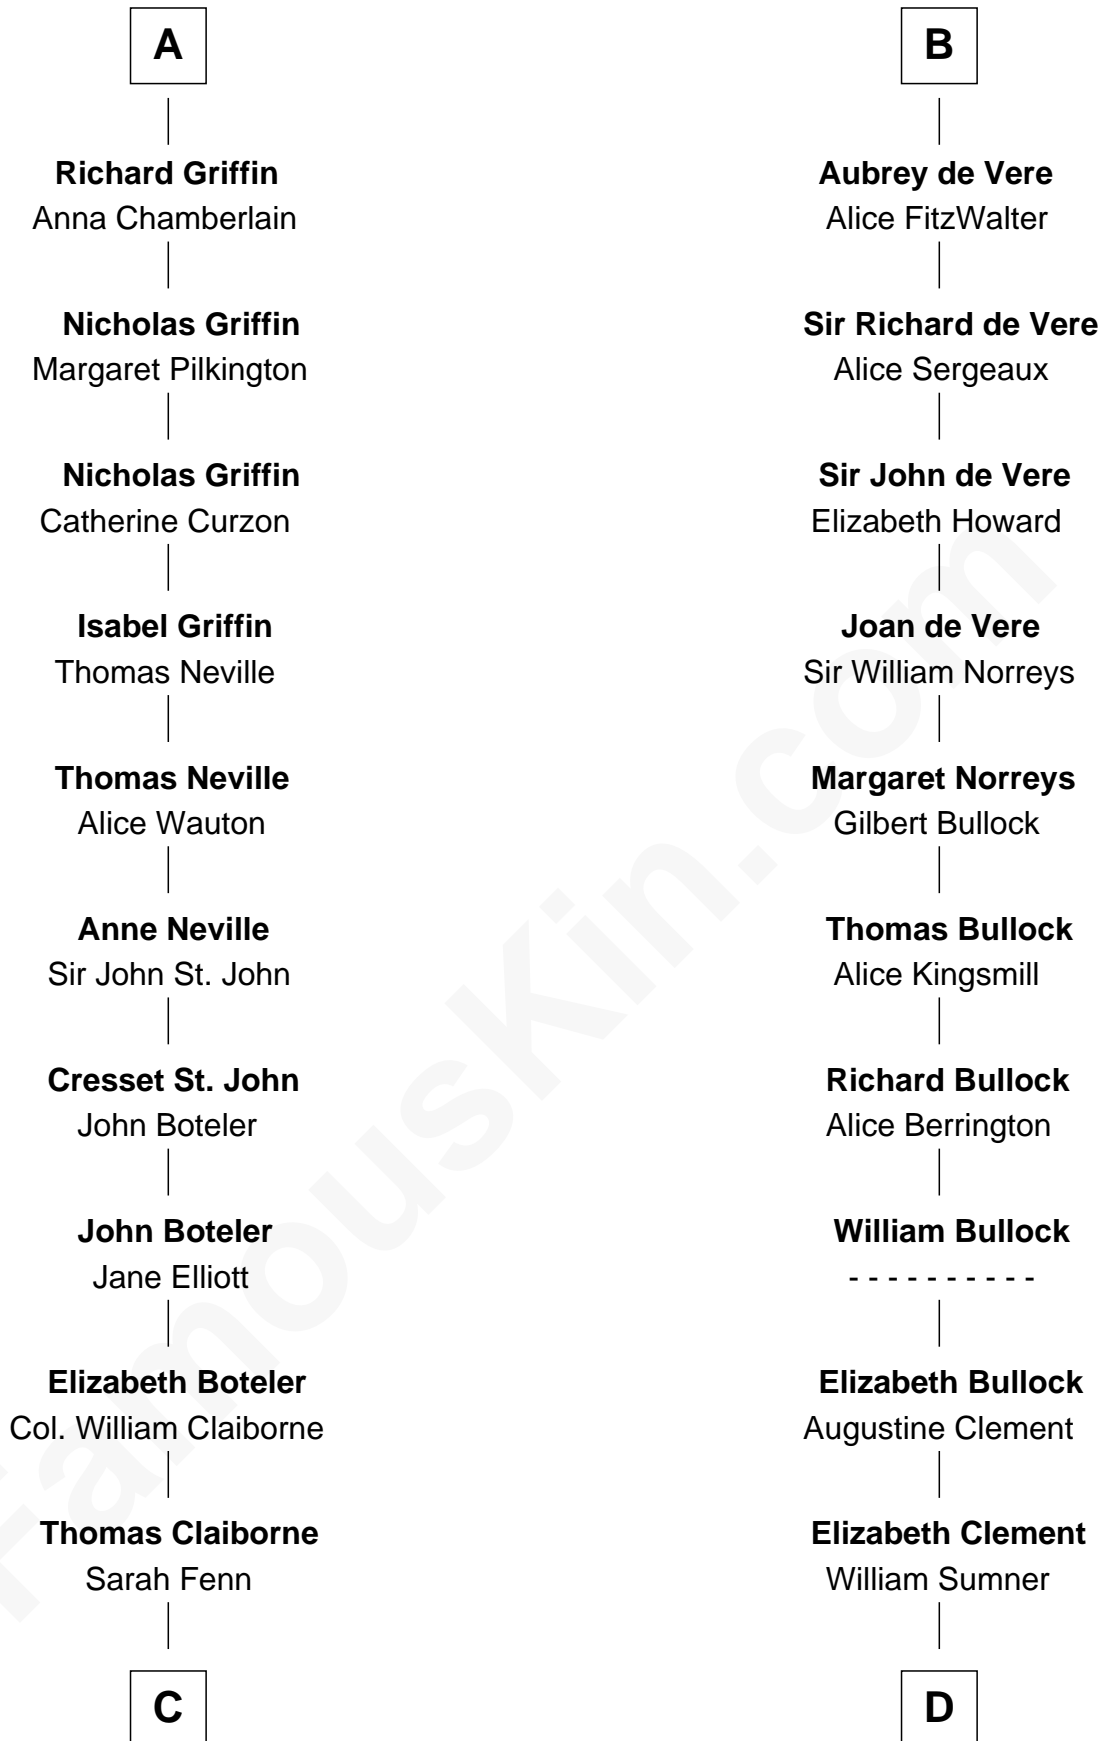 A
Richard Griffin
Anna Chamberlain
Nicholas Griffin
Margaret Pilkington
Nicholas Griffin
Catherine Curzon
Isabel Griffin
Thomas Neville
Thomas Neville
Alice Wauton
Anne Neville
Sir John St. John
Cresset St. John
John Boteler
John Boteler
Jane Elliott
Elizabeth Boteler
Col. William Claiborne
Thomas Claiborne
Sarah Fenn
C
B
Aubrey de Vere
Alice FitzWalter
Sir Richard de Vere
Alice Sergeaux
Sir John de Vere
Elizabeth Howard
Joan de Vere
Sir William Norreys
Margaret Norreys
Gilbert Bullock
Thomas Bullock
Alice Kingsmill
Richard Bullock
Alice Berrington
William Bullock
- - - - - - - - - -
Elizabeth Bullock
Augustine Clement
Elizabeth Clement
William Sumner
D
FamousKin.com